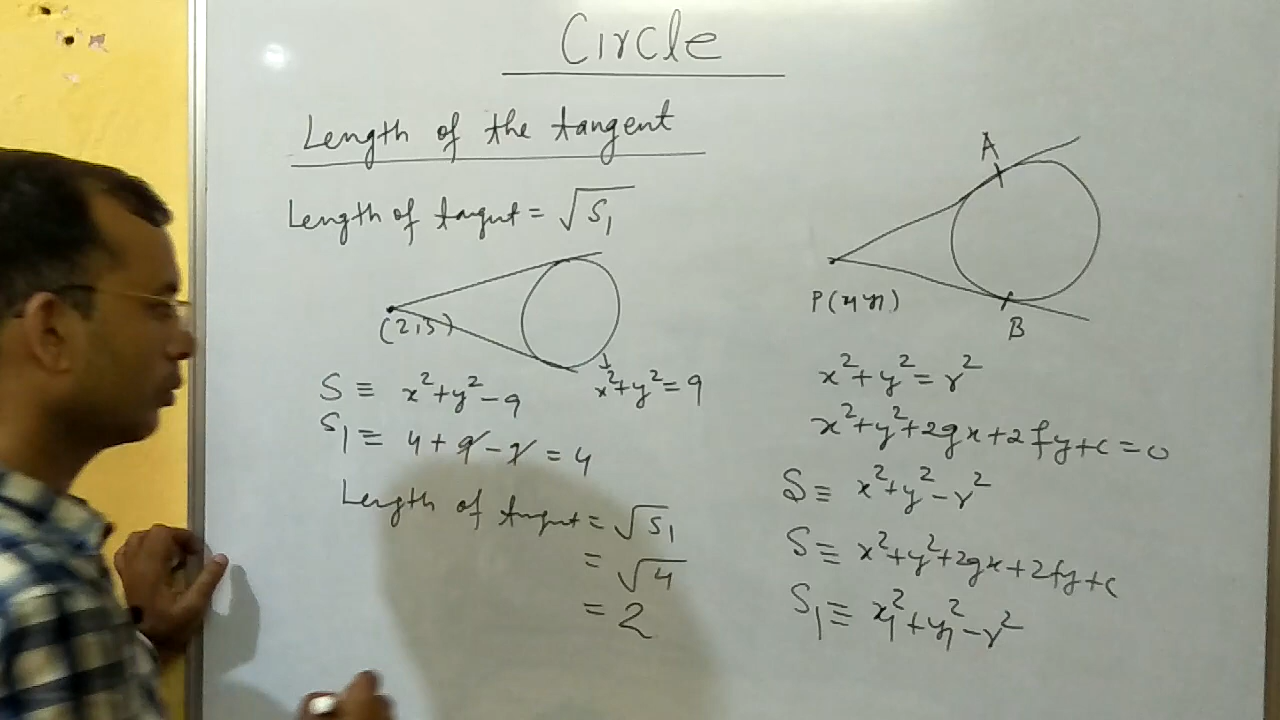 Circle
Length of the tangent
Length of tangent = √S₁
(2,3)
x²+y²=9
S ≡ x²+y²-9
S₁ ≡ 4+9-9=4
Length of tangent = √S₁
= √4
= 2
A
P(x₁y₁)
B
x²+y²=r²
x²+y²+2gx+2fy+c=0
S ≡ x²+y²-r²
S ≡ x²+y²+2gx+2fy+c
S₁ ≡ x₁²+y₁²-r²